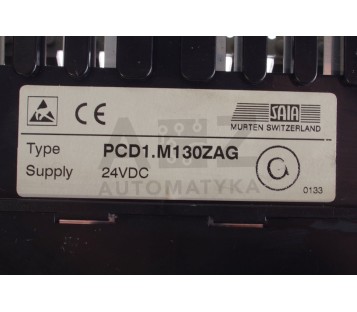 CE
SAIA
MURTEN SWITZERLAND
Type PCD1.M130ZAG
Supply 24VDC
0133
AUTOMATYKA